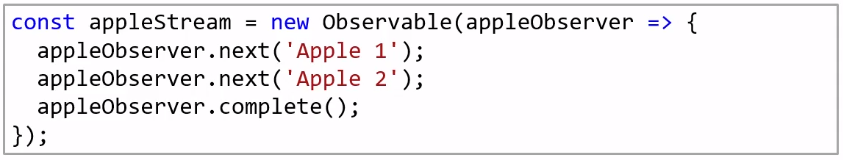 const appleStream = new Observable(appleObserver => {
  appleObserver.next('Apple 1');
  appleObserver.next('Apple 2');
  appleObserver.complete();
});